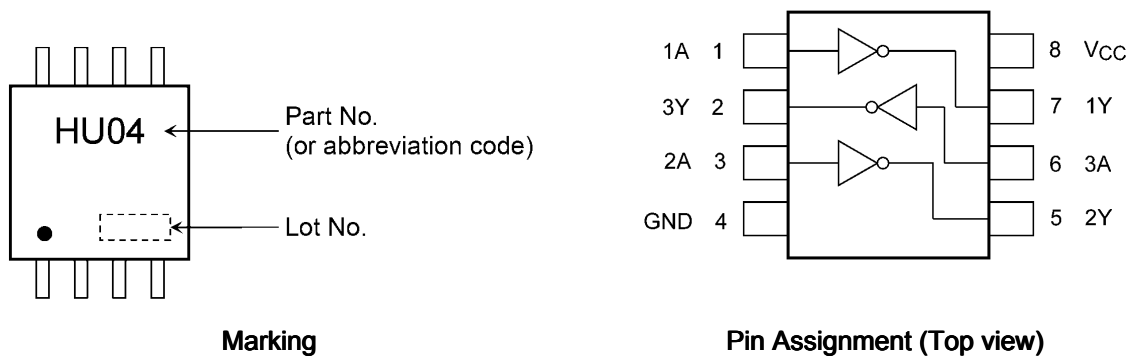 HU04
Part No.
(or abbreviation code)
Lot No.
Marking
1A 1
3Y 2
2A 3
GND 4
8 VCC
7 1Y
6 3A
5 2Y
Pin Assignment (Top view)